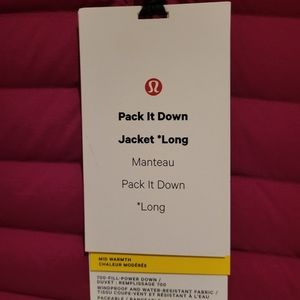 Pack It Down
Jacket *Long
Manteau
Pack It Down
*Long
MID WARMTH
CHALEUR MODÉRÉE
700-FILL-POWER DOWN /
DUVET : REMPLISSAGE 700
WINDPROOF AND WATER-RESISTANT FABRIC /
TISSU COUPE-VENT ET RÉSISTANT À L'EAU